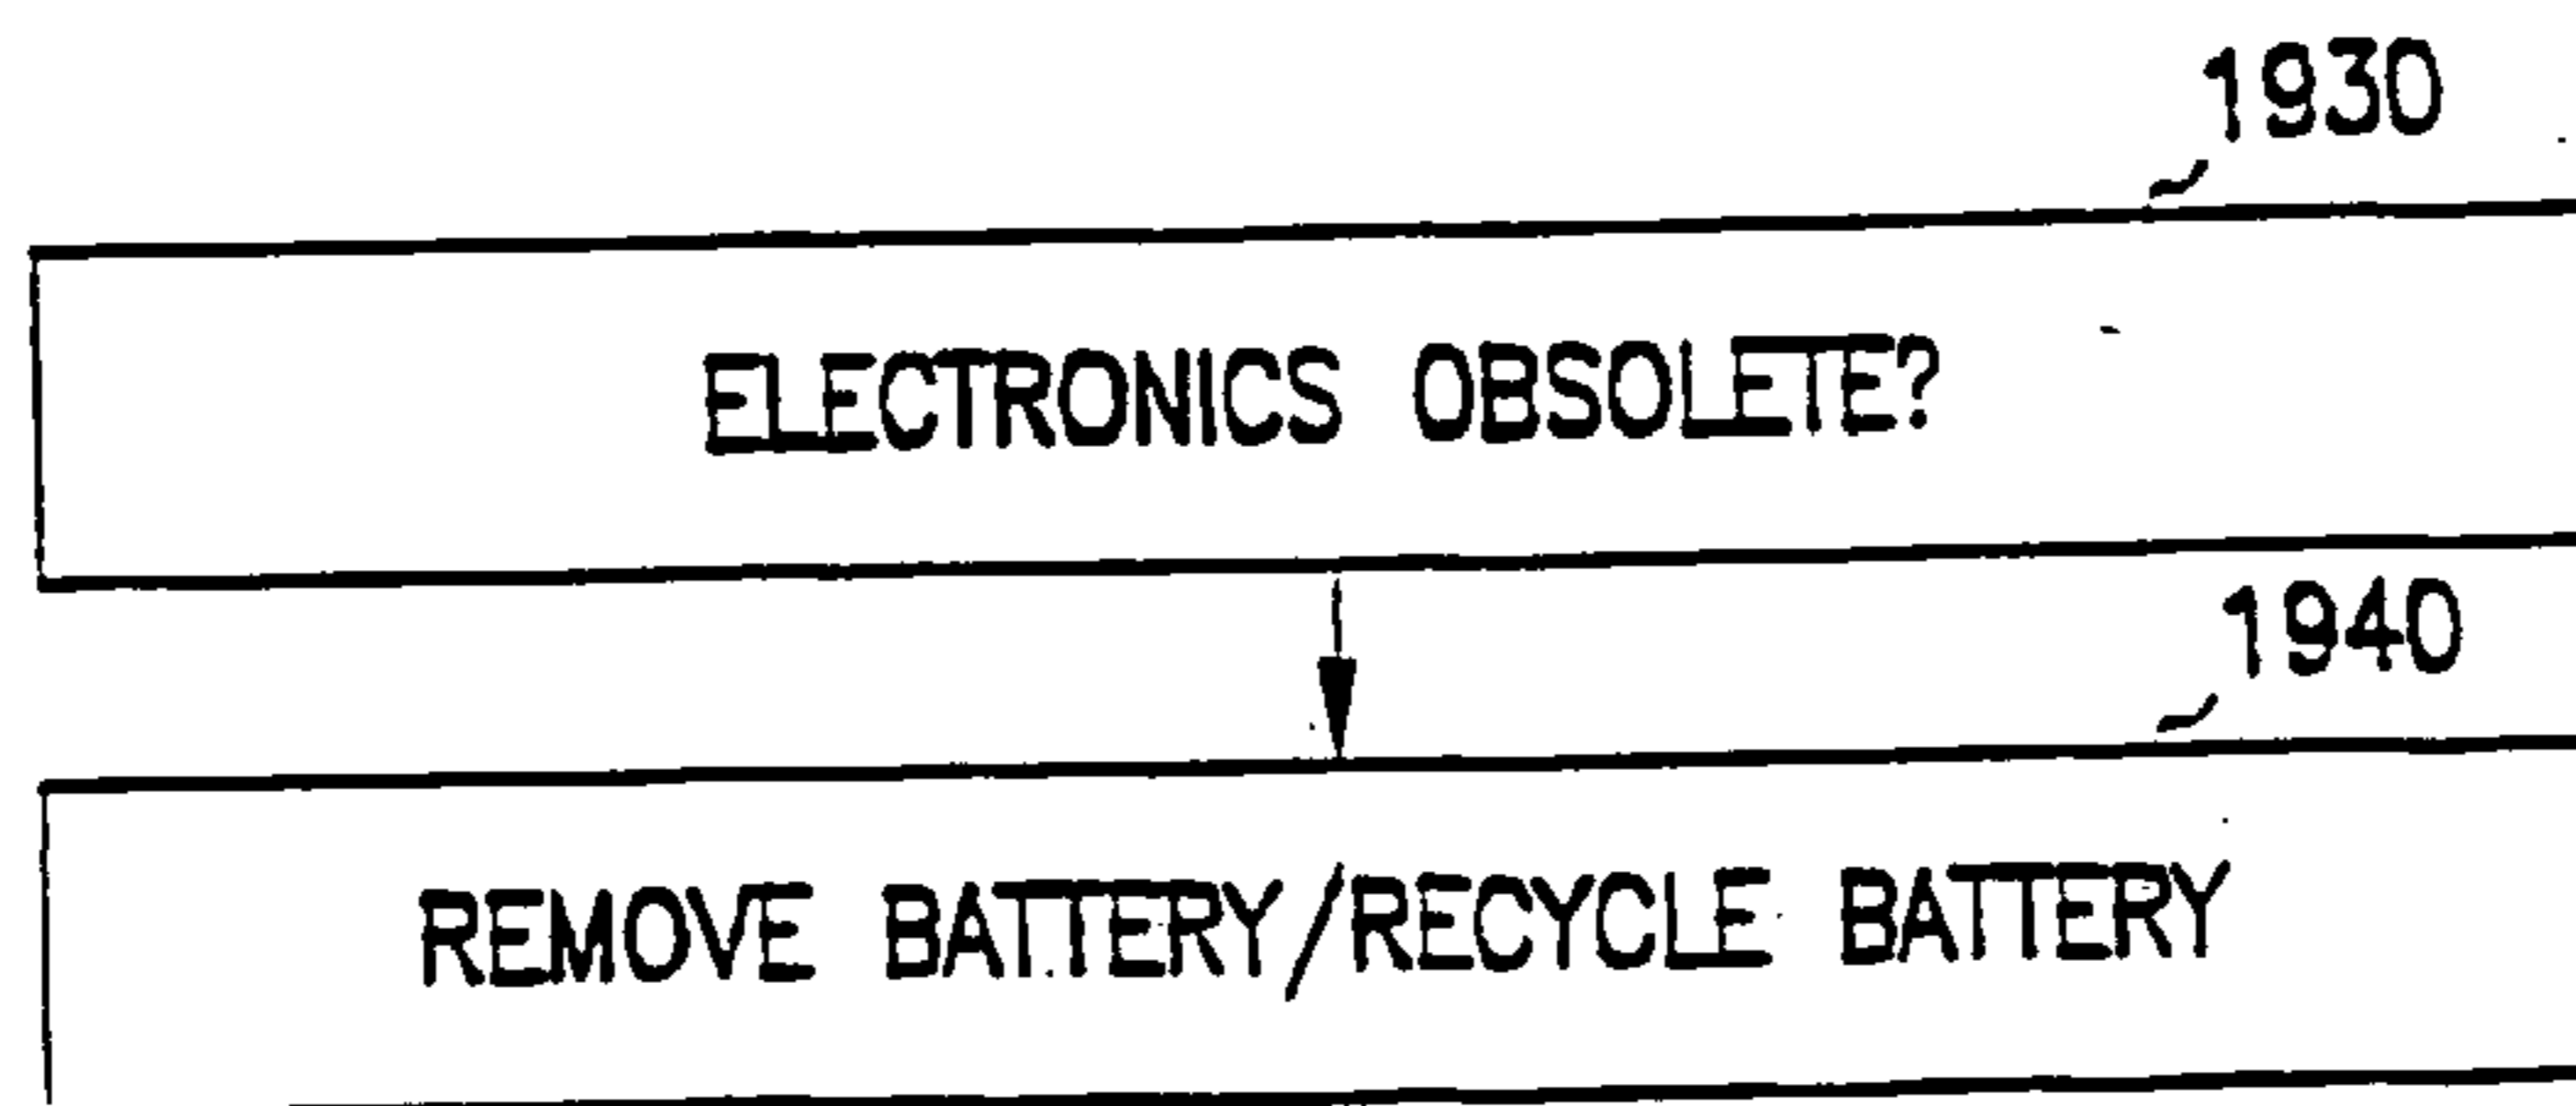 1930
ELECTRONICS OBSOLETE?
1940
REMOVE BATTERY/RECYCLE BATTERY